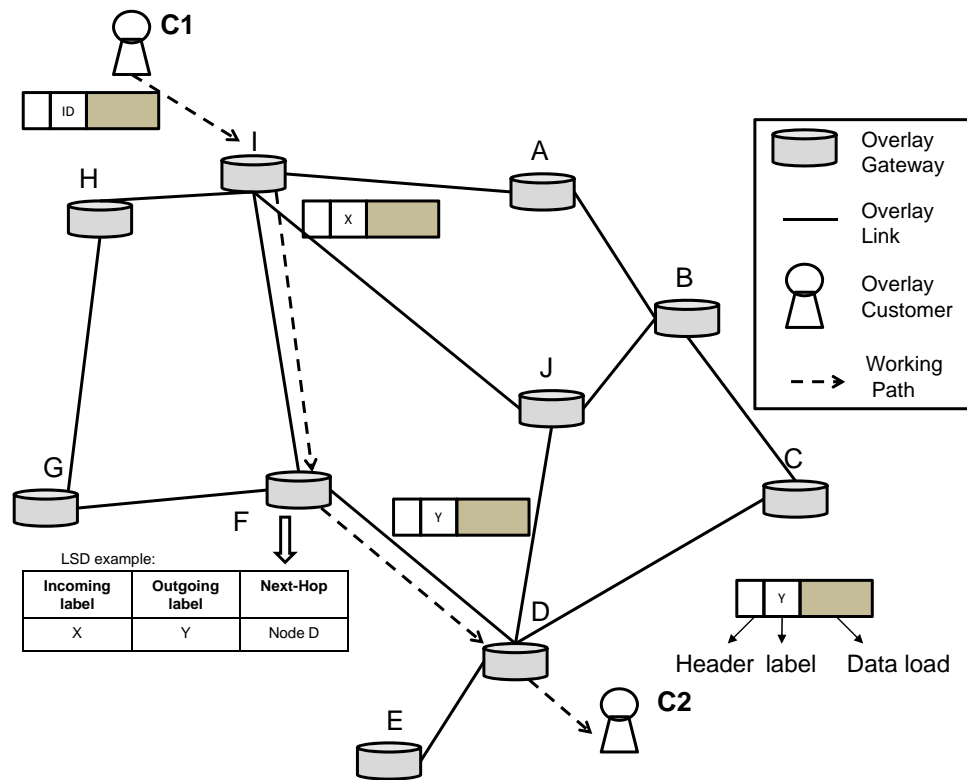 C1
ID
I
A
H
X
B
J
G
C
F
Y
LSD example:
Incoming label
Outgoing label
Next-Hop
X
Y
Node D
D
E
C2
Overlay
Gateway
Overlay
Link
Overlay
Customer
Working
Path
Y
Header label Data load